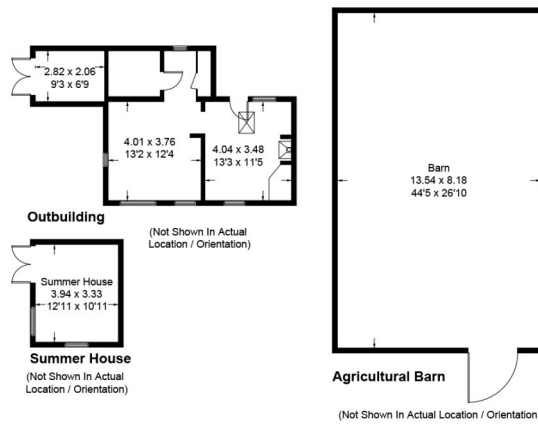 2.82 x 2.06
9'3 x 6'9
4.01 x 3.76
13'2 x 12'4
4.04 x 3.48
13'3 x 11'5
Outbuilding
(Not Shown In Actual
Location / Orientation)
Summer House
3.94 x 3.33
12'11 x 10'11
Summer House
(Not Shown In Actual
Location / Orientation)
Barn
13.54 x 8.18
44'5 x 26'10
Agricultural Barn
(Not Shown In Actual Location / Orientation